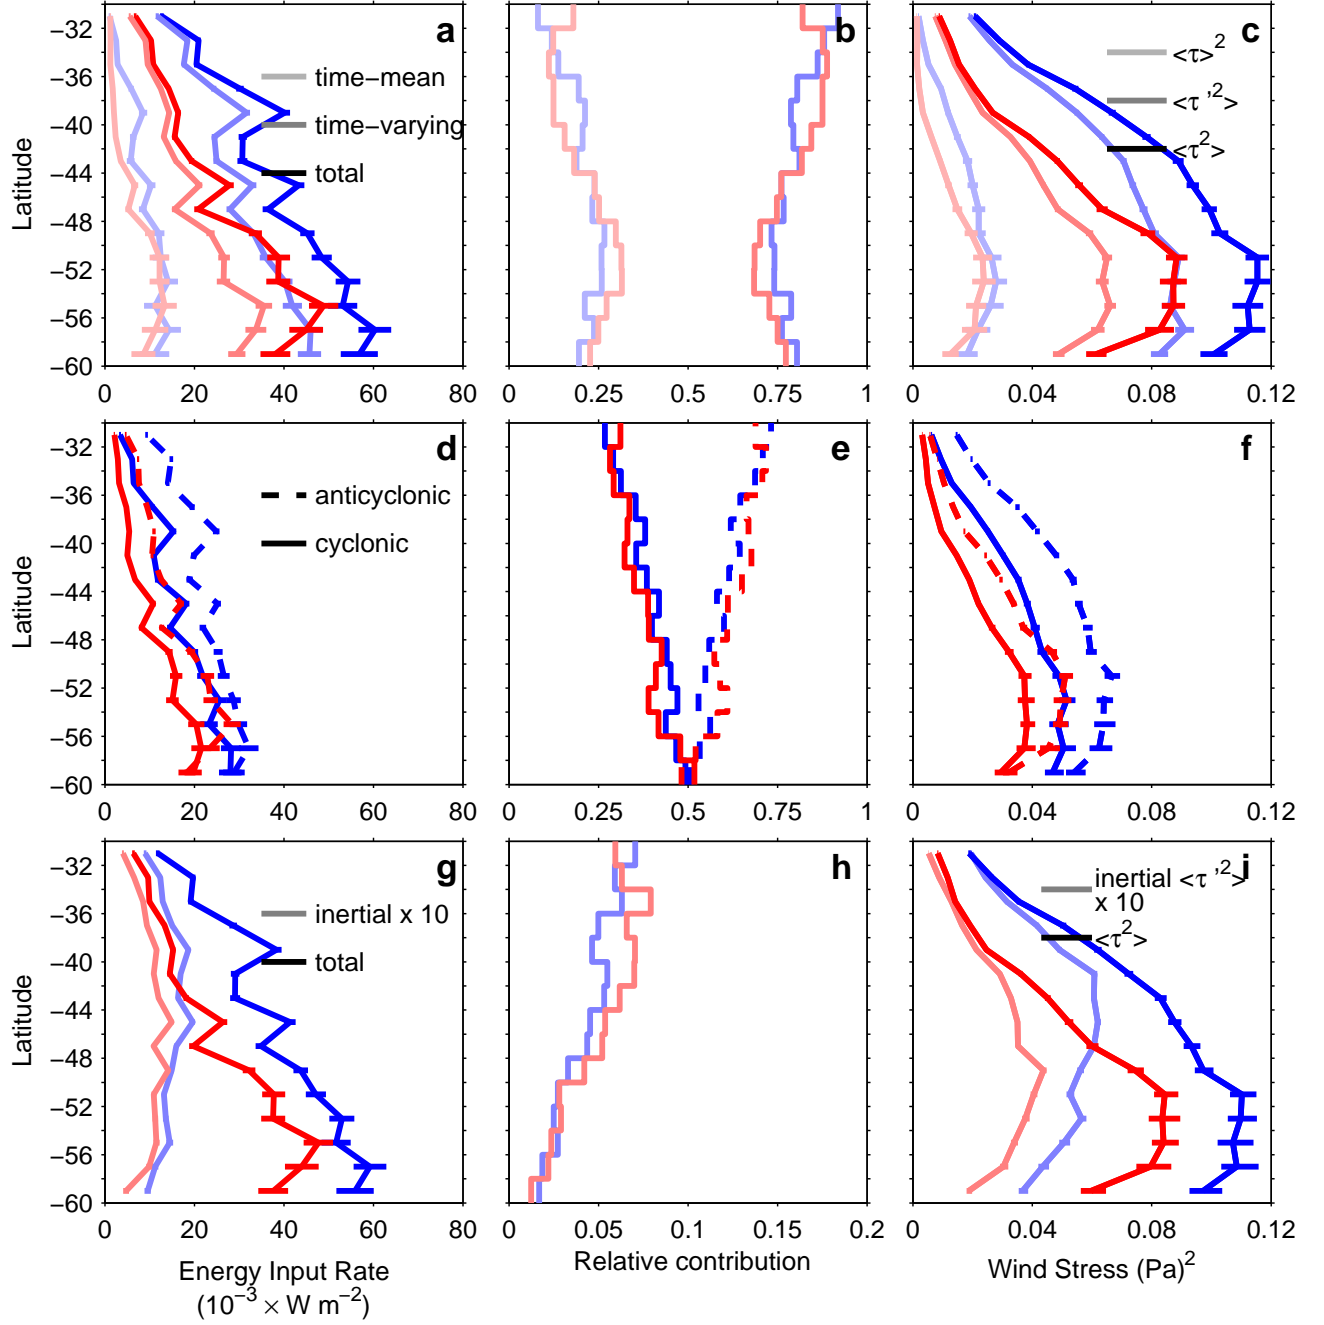 a
b
c
−32
−36
−40
−44
−48
−52
−56
−60
Latitude
time−mean
time−varying
total
<τ>²
<τ ′²>
<τ²>
0 20 40 60 80
0 0.25 0.5 0.75 1
0 0.04 0.08 0.12
d
e
f
−32
−36
−40
−44
−48
−52
−56
−60
Latitude
anticyclonic
cyclonic
0 20 40 60 80
0 0.25 0.5 0.75 1
0 0.04 0.08 0.12
g
h
i
−32
−36
−40
−44
−48
−52
−56
−60
Latitude
inertial x 10
total
inertial <τ ′²>
x 10
<τ²>
0 20 40 60 80
0 0.05 0.1 0.15 0.2
0 0.04 0.08 0.12
Energy Input Rate
(10⁻³ × W m⁻²)
Relative contribution
Wind Stress (Pa)²